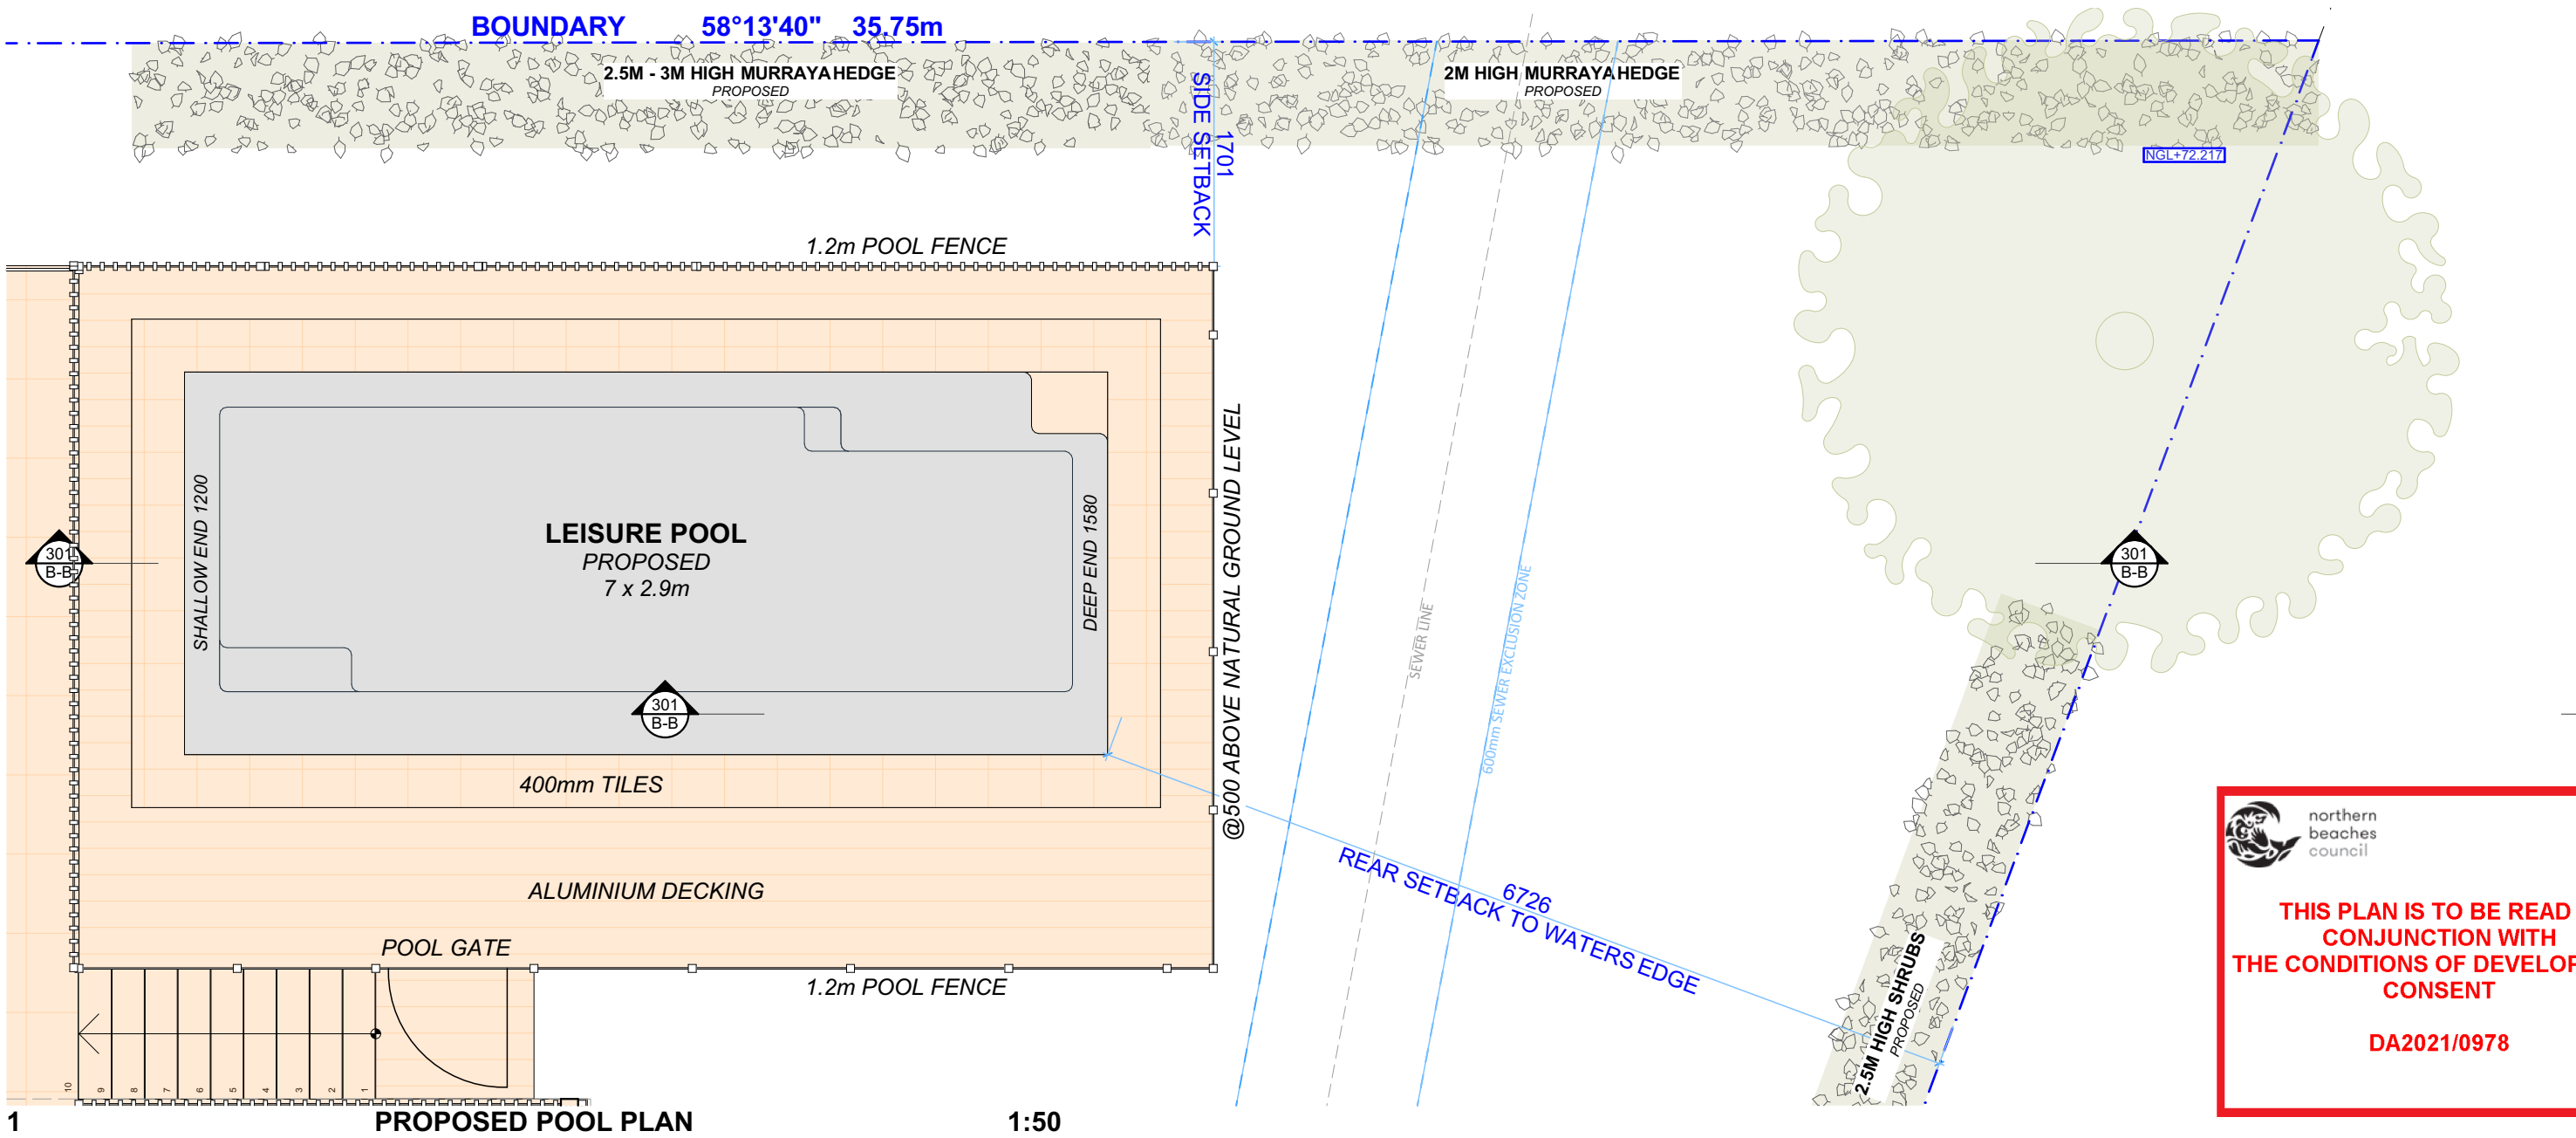 BOUNDARY 58°13'40" 35.75m
2.5M - 3M HIGH MURRAYA HEDGE
PROPOSED
2M HIGH MURRAYA HEDGE
PROPOSED
SIDE SETBACK
1701
NGL+72.217
1.2m POOL FENCE
SHALLOW END 1200
LEISURE POOL
PROPOSED
7 x 2.9m
DEEP END 1580
@500 ABOVE NATURAL GROUND LEVEL
301
B-B
301
B-B
301
B-B
SEWER LINE
600mm SEWER EXCLUSION ZONE
400mm TILES
ALUMINIUM DECKING
POOL GATE
1.2m POOL FENCE
6726
REAR SETBACK TO WATERS EDGE
2.5M HIGH SHRUBS
PROPOSED
10 9 8 7 6 5 4 3 2 1
northern
beaches
council
THIS PLAN IS TO BE READ
CONJUNCTION WITH
THE CONDITIONS OF DEVELOP
CONSENT
DA2021/0978
1 PROPOSED POOL PLAN 1:50